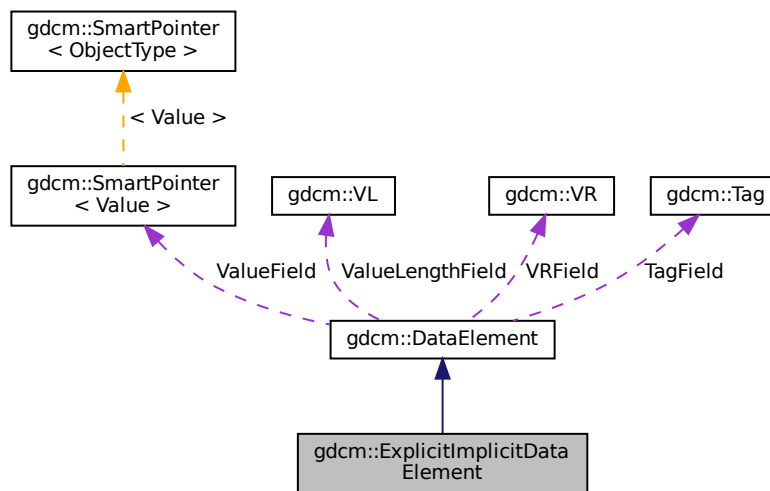 gdcm::SmartPointer
< ObjectType >
< Value >
gdcm::SmartPointer
< Value >
gdcm::VL
gdcm::VR
gdcm::Tag
ValueField
ValueLengthField
VRField
TagField
gdcm::DataElement
gdcm::ExplicitImplicitData
Element